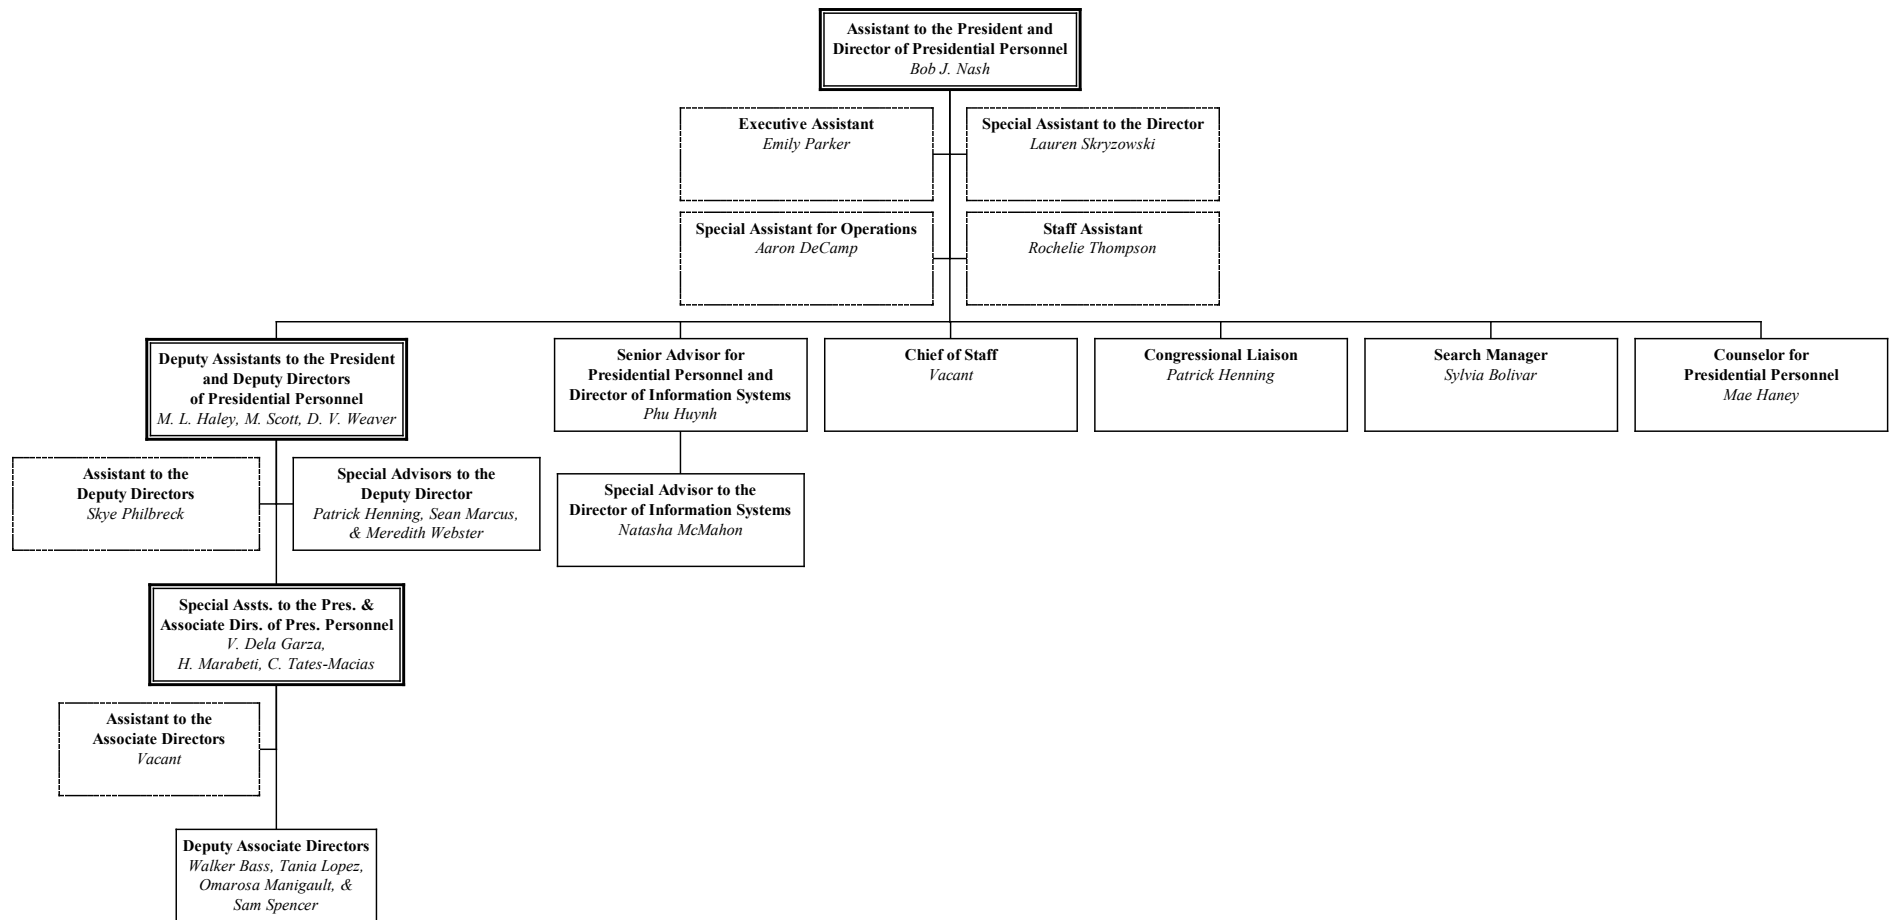 Assistant to the President and
Director of Presidential Personnel
Bob J. Nash
Executive Assistant
Emily Parker
Special Assistant to the Director
Lauren Skryzowski
Special Assistant for Operations
Aaron DeCamp
Staff Assistant
Rochelie Thompson
Deputy Assistants to the President
and Deputy Directors
of Presidential Personnel
M. L. Haley, M. Scott, D. V. Weaver
Senior Advisor for
Presidential Personnel and
Director of Information Systems
Phu Huynh
Chief of Staff
Vacant
Congressional Liaison
Patrick Henning
Search Manager
Sylvia Bolivar
Counselor for
Presidential Personnel
Mae Haney
Assistant to the
Deputy Directors
Skye Philbreck
Special Advisors to the
Deputy Director
Patrick Henning, Sean Marcus,
& Meredith Webster
Special Advisor to the
Director of Information Systems
Natasha McMahon
Special Assts. to the Pres. &
Associate Dirs. of Pres. Personnel
V. Dela Garza,
H. Marabeti, C. Tates-Macias
Assistant to the
Associate Directors
Vacant
Deputy Associate Directors
Walker Bass, Tania Lopez,
Omarosa Manigault, &
Sam Spencer